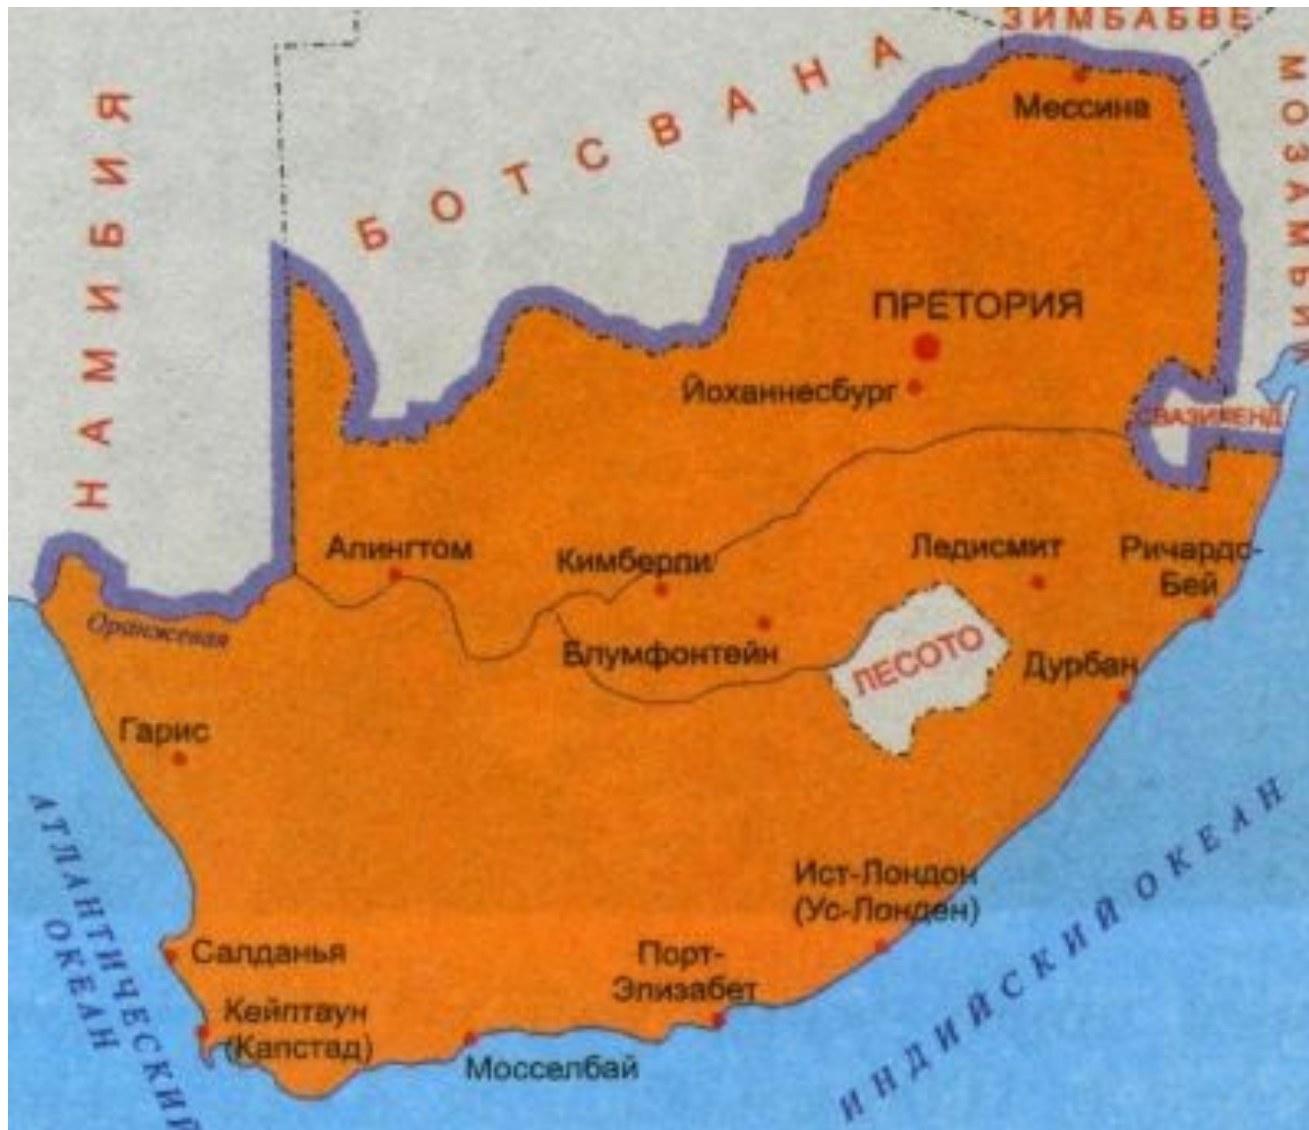 ЗИМБАБВЕ
БОТСВАНА
НАМИБИЯ
МОЗАМБИК
Мессина
ПРЕТОРИЯ
Йоханнесбург
СВАЗИЛЕНД
Алингтом
Кимберли
Ледисмит
Ричардс-
Бей
Оранжевая
Блумфонтейн
ЛЕСОТО
Дурбан
Гарис
АТЛАНТИЧЕСКИЙ
ОКЕАН
Ист-Лондон
(Ус-Лонден)
ИНДИЙСКИЙ ОКЕАН
Салданья
Порт-
Элизабет
Кейптаун
(Капстад)
Мосселбай